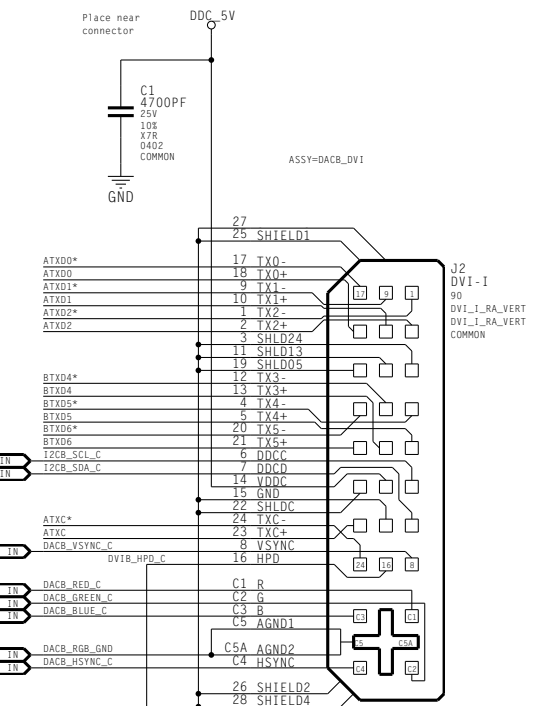 Place near
connector
DDC_5V
C1
4700PF
25V
10%
X7R
0402
COMMON
GND
ASSY=DACB_DVI
27
25 SHIELD1
J2
DVI-I
90
DVI_I_RA_VERT
DVI_I_RA_VERT
COMMON
ATXD0* 17 TX0-
ATXD0 18 TX0+
ATXD1* 9 TX1-
ATXD1 10 TX1+
ATXD2* 1 TX2-
ATXD2 2 TX2+
3 SHLD24
11 SHLD13
19 SHLD05
17 9 1
BTXD4* 12 TX3-
BTXD4 13 TX3+
BTXD5* 4 TX4-
BTXD5 5 TX4+
BTXD6* 20 TX5-
BTXD6 21 TX5+
IN I2CB_SCL_C 6 DDCC
IN I2CB_SDA_C 7 DDCD
14 VDDC
15 GND
22 SHLDC
ATXC* 24 TXC-
ATXC 23 TXC+
IN DACB_VSYNC_C 8 VSYNC
DVIB_HPD_C 16 HPD
24 16 8
IN DACB_RED_C C1 R
IN DACB_GREEN_C C2 G
IN DACB_BLUE_C C3 B
C5 AGND1
C3 C1
IN DACB_RGB_GND C5A AGND2
C5 C5A
IN DACB_HSYNC_C C4 HSYNC
C4 C2
26 SHIELD2
28 SHIELD4